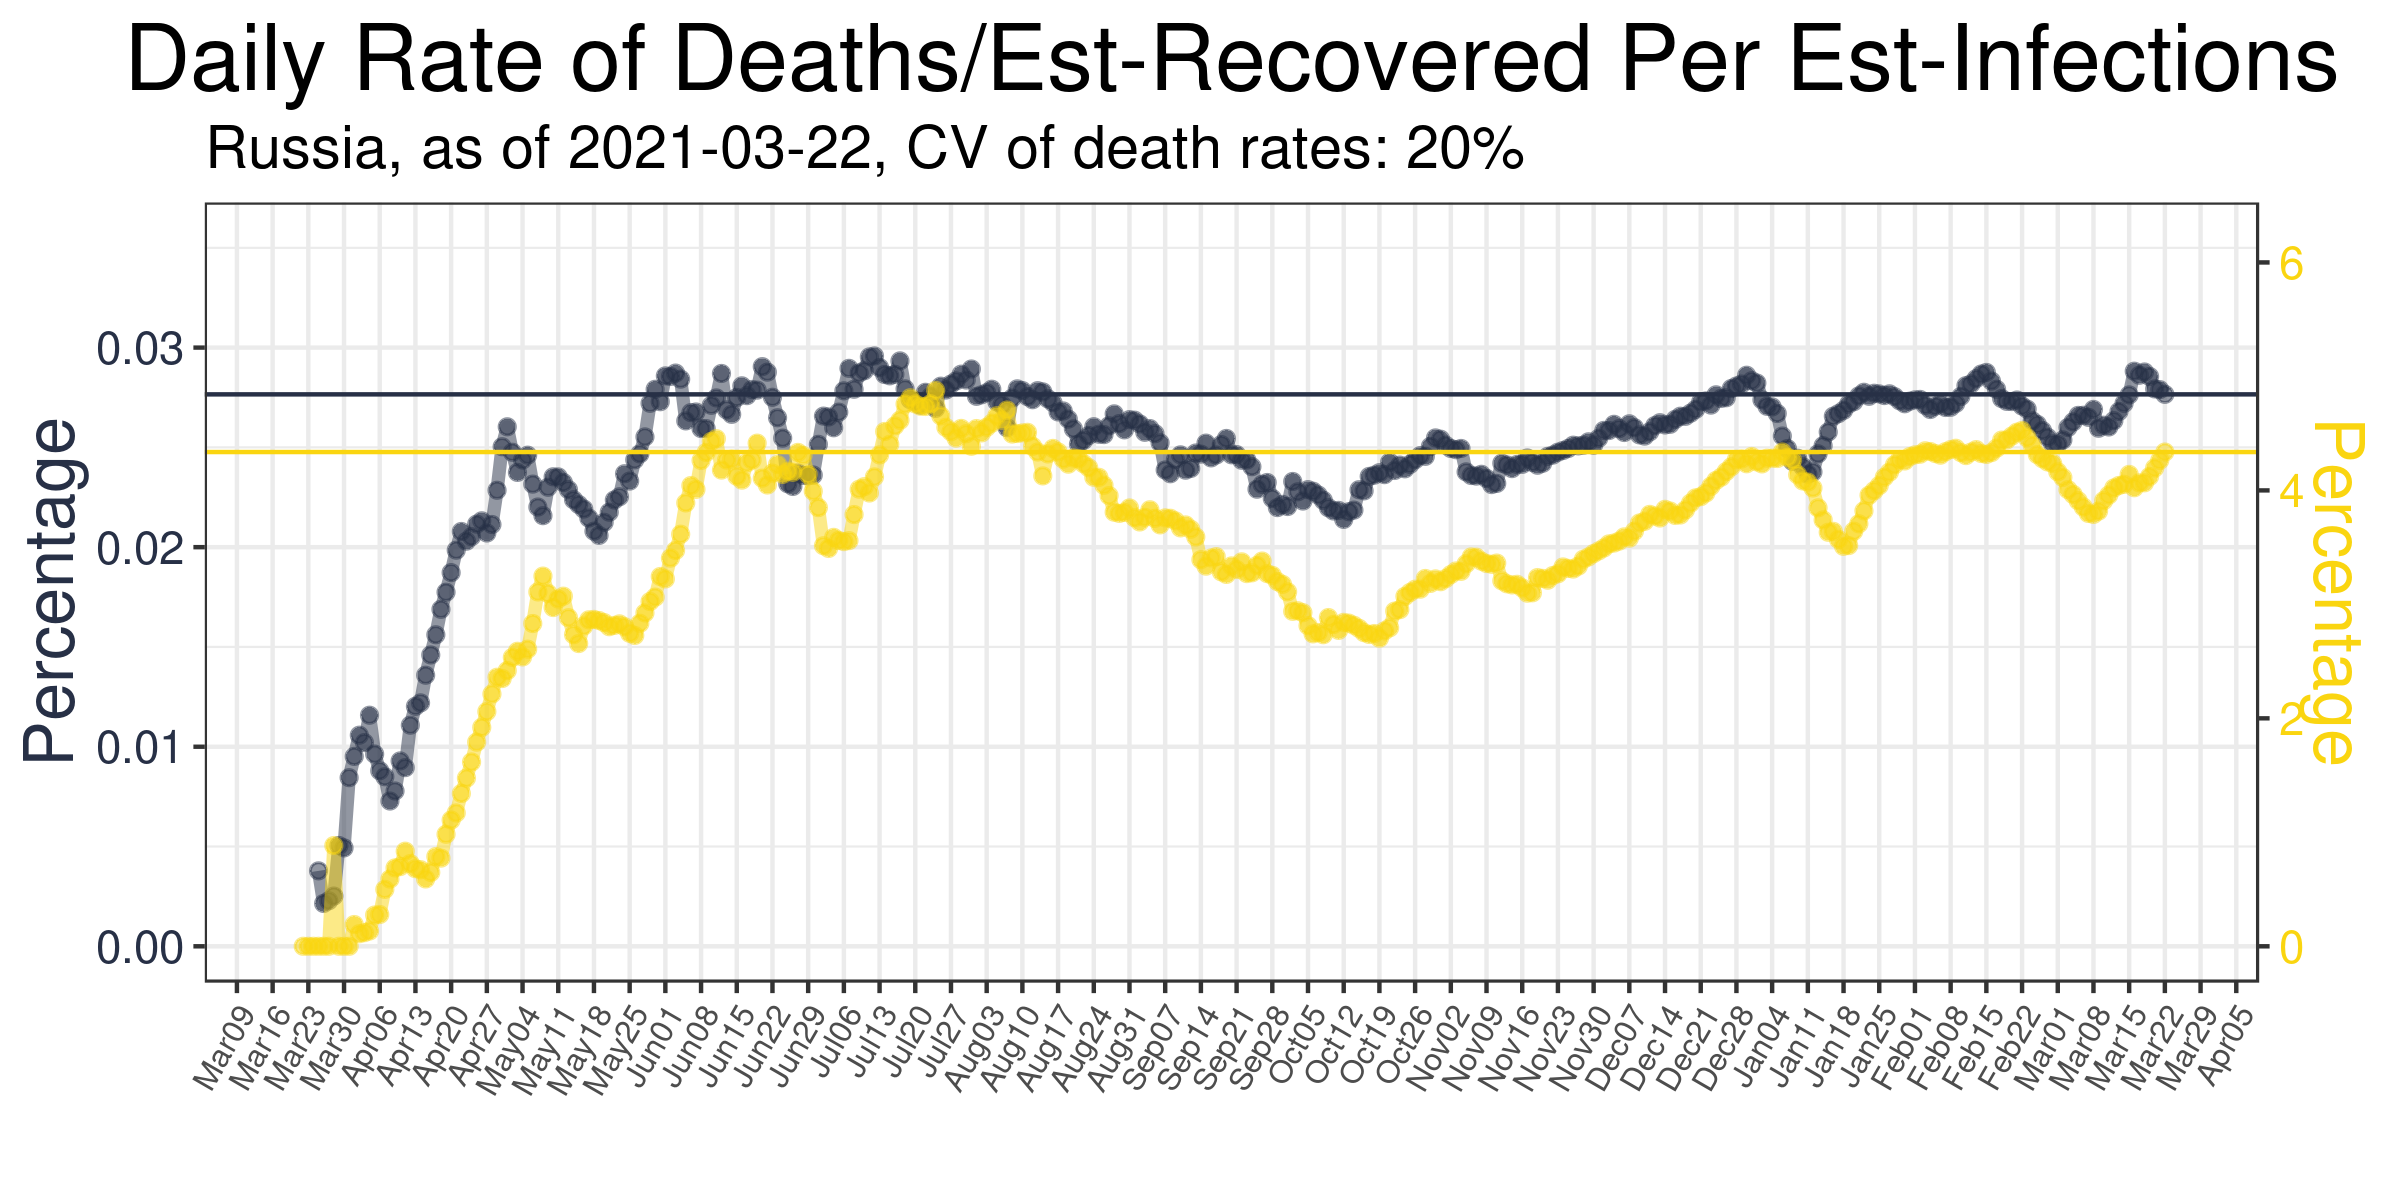 Daily Rate of Deaths/Est-Recovered Per Est-Infections
Russia, as of 2021-03-22, CV of death rates: 20%
Percentage
0.03
0.02
0.01
0.00
6
4
2
0
Percentage
Mar09
Mar16
Mar23
Mar30
Apr06
Apr13
Apr20
Apr27
May04
May11
May18
May25
Jun01
Jun08
Jun15
Jun22
Jun29
Jul06
Jul13
Jul20
Jul27
Aug03
Aug10
Aug17
Aug24
Aug31
Sep07
Sep14
Sep21
Sep28
Oct05
Oct12
Oct19
Oct26
Nov02
Nov09
Nov16
Nov23
Nov30
Dec07
Dec14
Dec21
Dec28
Jan04
Jan11
Jan18
Jan25
Feb01
Feb08
Feb15
Feb22
Mar01
Mar08
Mar15
Mar22
Mar29
Apr05